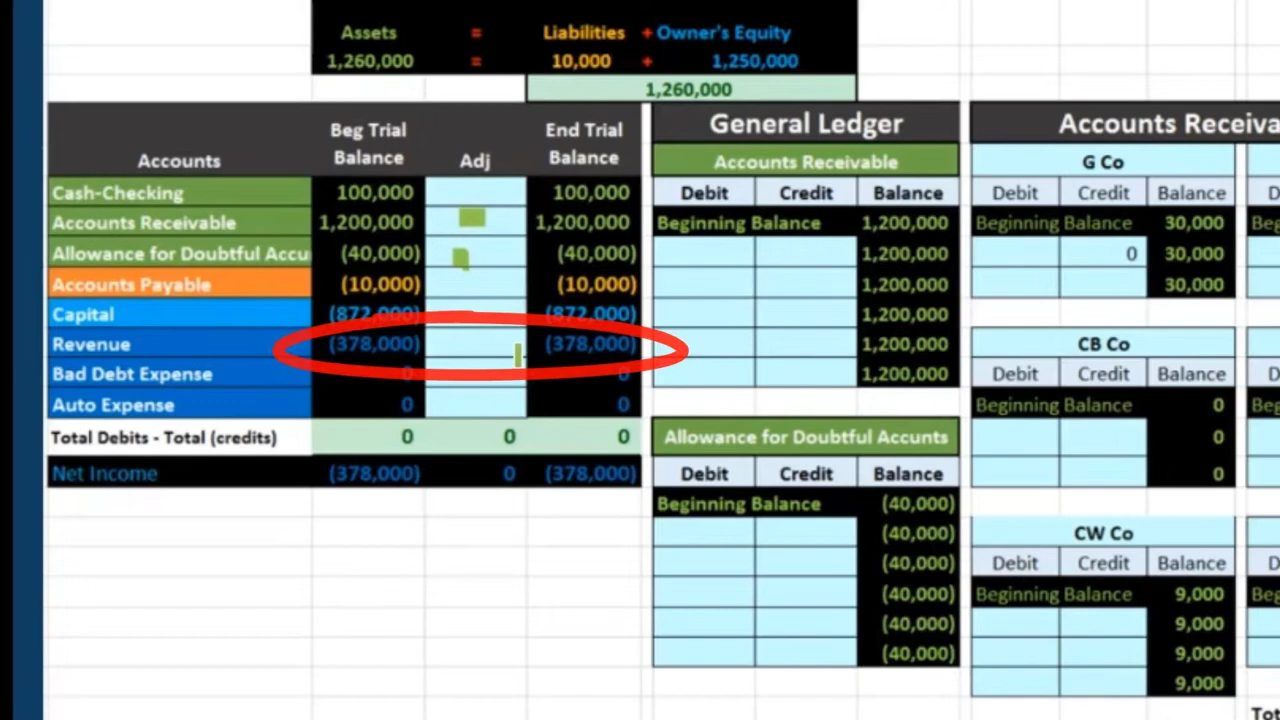 Assets = Liabilities + Owner's Equity
1,260,000 = 10,000 + 1,250,000
1,260,000
Accounts Beg Trial Balance Adj End Trial Balance
Cash-Checking 100,000 100,000
Accounts Receivable 1,200,000 1,200,000
Allowance for Doubtful Accu (40,000) (40,000)
Accounts Payable (10,000) (10,000)
Capital (872,000) (872,000)
Revenue (378,000) (378,000)
Bad Debt Expense 0 0
Auto Expense 0 0
Total Debits - Total (credits) 0 0 0
Net Income (378,000) 0 (378,000)
General Ledger
Accounts Receivable
Debit Credit Balance
Beginning Balance 1,200,000
1,200,000
1,200,000
1,200,000
1,200,000
1,200,000
Allowance for Doubtful Accunts
Debit Credit Balance
Beginning Balance (40,000)
(40,000)
(40,000)
(40,000)
(40,000)
(40,000)
Accounts Receiva
G Co
Debit Credit Balance D
Beginning Balance 30,000 Beg
0 30,000
30,000
CB Co
Debit Credit Balance D
Beginning Balance 0 Beg
0
0
CW Co
Debit Credit Balance D
Beginning Balance 9,000 Beg
9,000
9,000
9,000
Tot